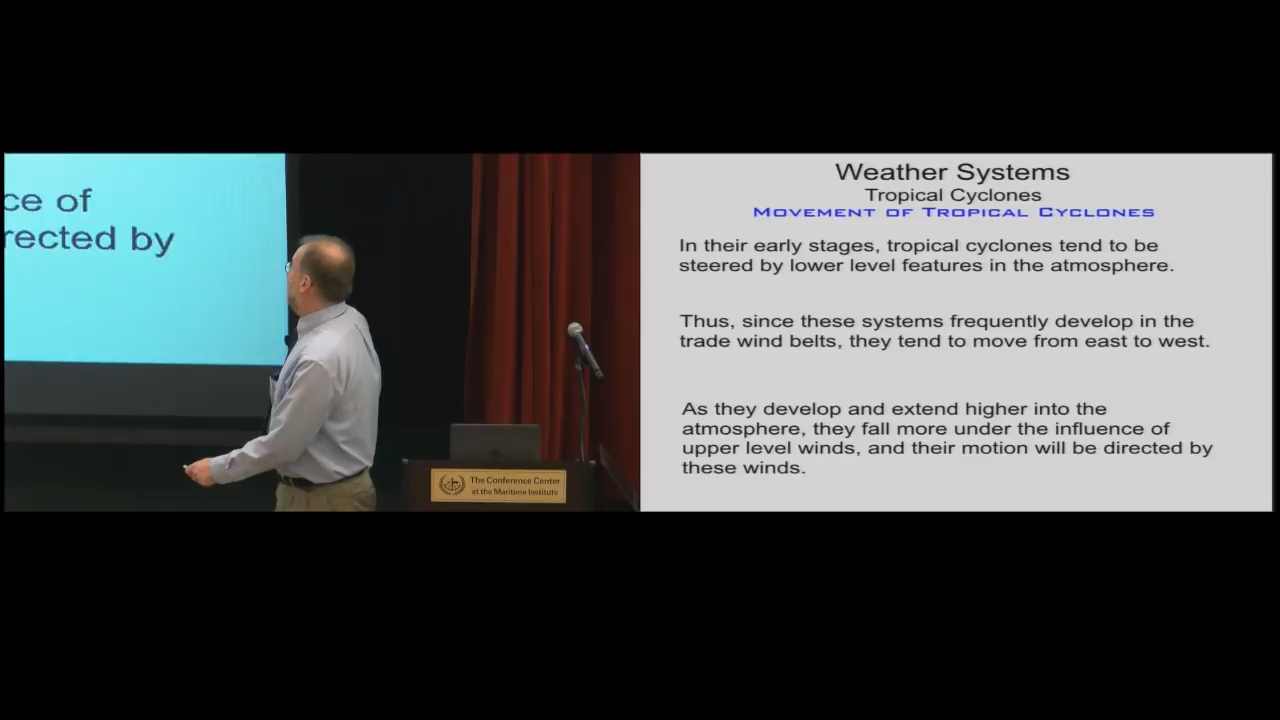 ce of
rected by
The Conference Center
at the Maritime Institute
Weather Systems
Tropical Cyclones
MOVEMENT OF TROPICAL CYCLONES
In their early stages, tropical cyclones tend to be
steered by lower level features in the atmosphere.
Thus, since these systems frequently develop in the
trade wind belts, they tend to move from east to west.
As they develop and extend higher into the
atmosphere, they fall more under the influence of
upper level winds, and their motion will be directed by
these winds.